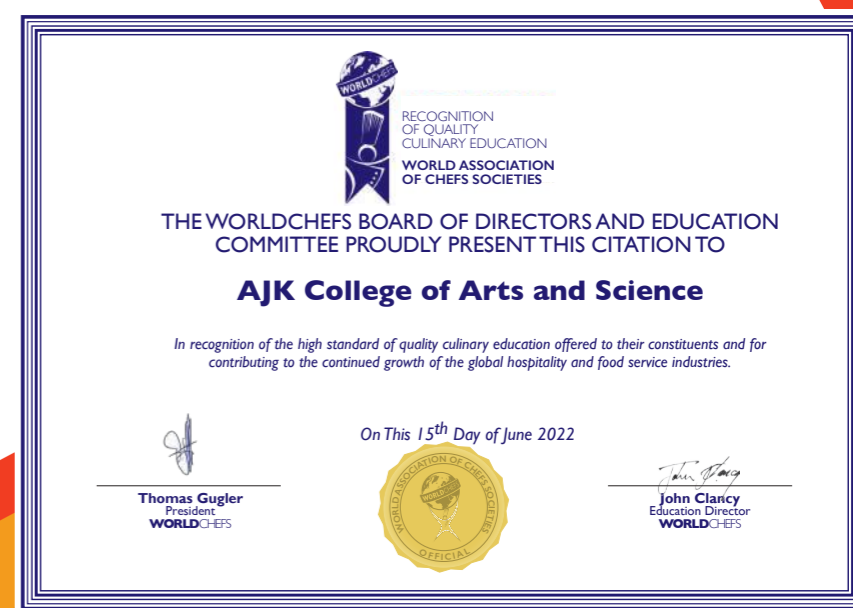 WORLDCHEFS
RECOGNITION
OF QUALITY
CULINARY EDUCATION
WORLD ASSOCIATION
OF CHEFS SOCIETIES
THE WORLDCHEFS BOARD OF DIRECTORS AND EDUCATION
COMMITTEE PROUDLY PRESENT THIS CITATION TO
AJK College of Arts and Science
In recognition of the high standard of quality culinary education offered to their constituents and for
contributing to the continued growth of the global hospitality and food service industries.
On This 15th Day of June 2022
Thomas Gugler
President
WORLDCHEFS
WORLD ASSOCIATION OF CHEFS SOCIETIES
WORLDCHEFS
OFFICIAL
John Clancy
Education Director
WORLDCHEFS